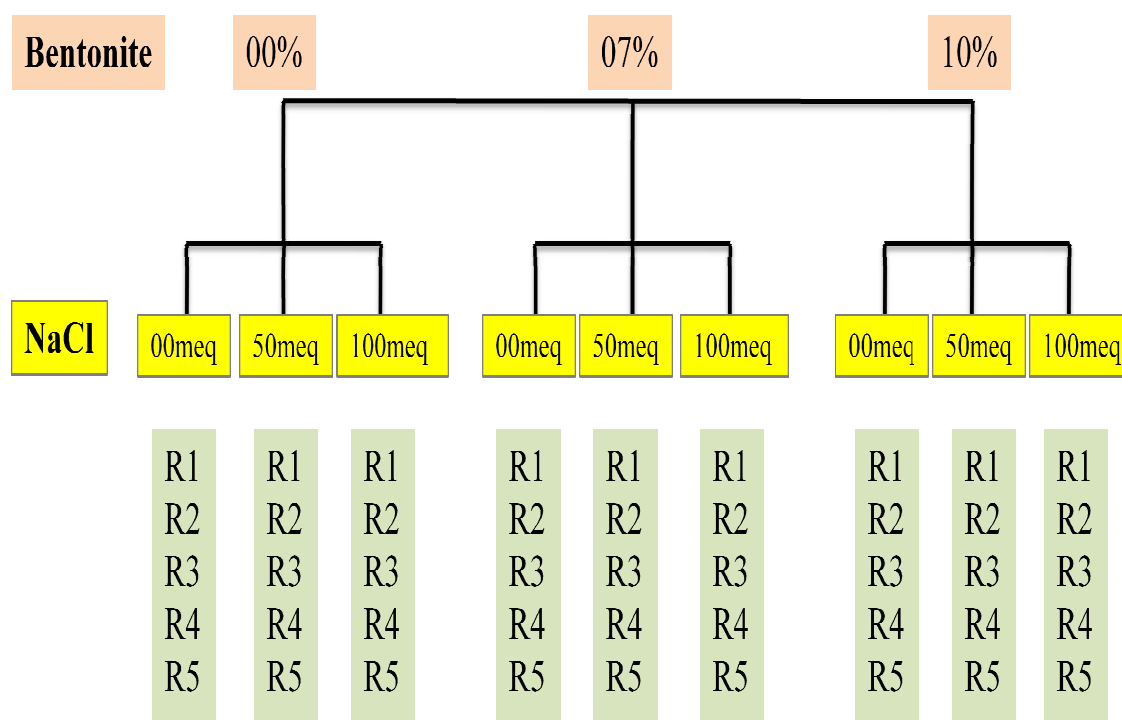 Bentonite 00% 07% 10%
NaCl 00meq 50meq 100meq 00meq 50meq 100meq 00meq 50meq 100meq
R1 R1 R1 R1 R1 R1 R1 R1 R1
R2 R2 R2 R2 R2 R2 R2 R2 R2
R3 R3 R3 R3 R3 R3 R3 R3 R3
R4 R4 R4 R4 R4 R4 R4 R4 R4
R5 R5 R5 R5 R5 R5 R5 R5 R5